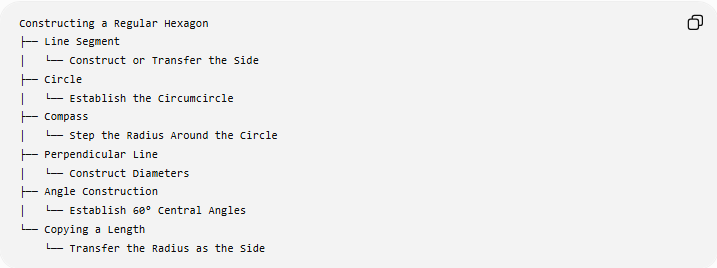 Constructing a Regular Hexagon
├── Line Segment
│   └── Construct or Transfer the Side
├── Circle
│   └── Establish the Circumcircle
├── Compass
│   └── Step the Radius Around the Circle
├── Perpendicular Line
│   └── Construct Diameters
├── Angle Construction
│   └── Establish 60° Central Angles
└── Copying a Length
    └── Transfer the Radius as the Side